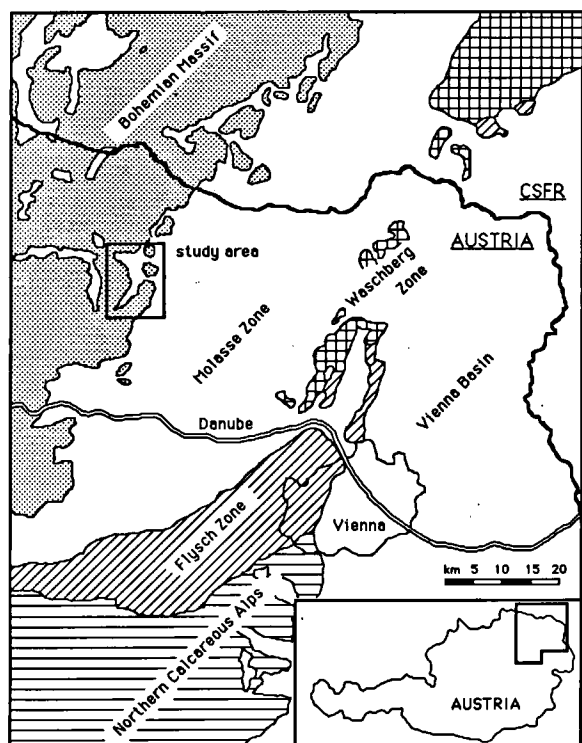 Bohemian Massif
CSFR
AUSTRIA
study area
Waschberg
Zone
Molasse Zone
Vienna Basin
Danube
Flysch Zone
Vienna
km 5 10 15 20
Northern Calcareous Alps
AUSTRIA